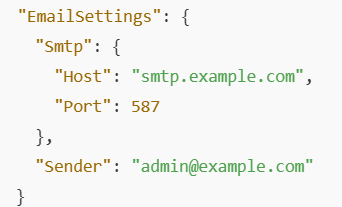 "EmailSettings": {
  "Smtp": {
    "Host": "smtp.example.com",
    "Port": 587
  },
  "Sender": "admin@example.com"
}